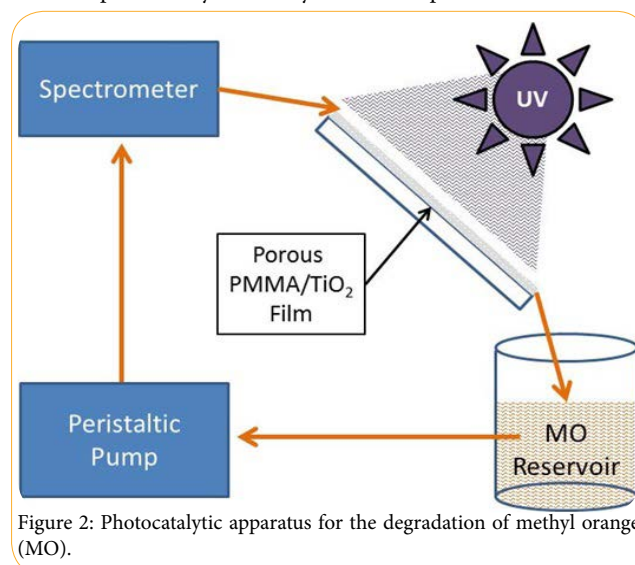 Spectrometer
UV
Porous
PMMA/TiO₂
Film
Peristaltic
Pump
MO
Reservoir
Figure 2: Photocatalytic apparatus for the degradation of methyl orange
(MO).